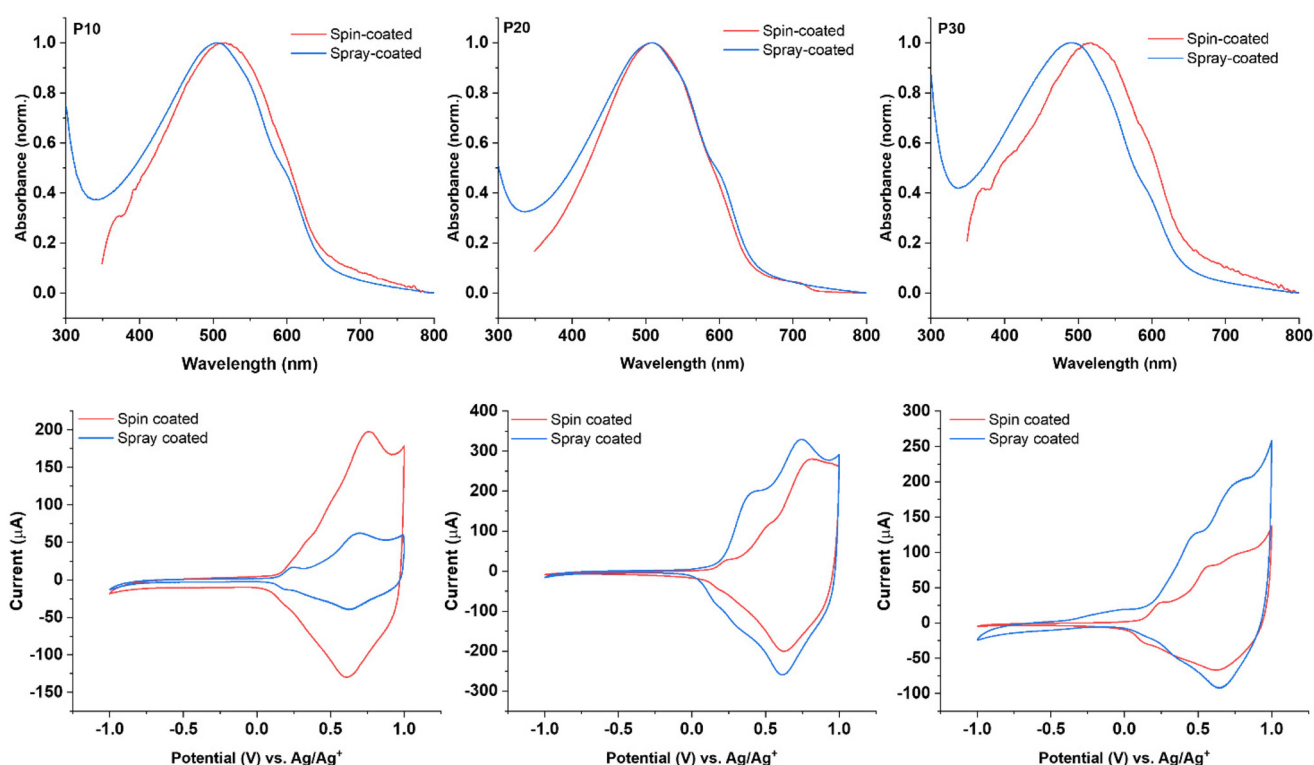 P10
Spin-coated
Spray-coated
Absorbance (norm.)
1.0
0.8
0.6
0.4
0.2
0.0
300 400 500 600 700 800
Wavelength (nm)
P20
Spin-coated
Spray-coated
Absorbance (norm.)
1.0
0.8
0.6
0.4
0.2
0.0
300 400 500 600 700 800
Wavelength (nm)
P30
Spin-coated
Spray-coated
Absorbance (norm.)
1.0
0.8
0.6
0.4
0.2
0.0
300 400 500 600 700 800
Wavelength (nm)
Spin coated
Spray coated
Current (μA)
200
150
100
50
0
-50
-100
-150
-1.0 -0.5 0.0 0.5 1.0
Potential (V) vs. Ag/Ag⁺
Spin coated
Spray coated
Current (μA)
400
300
200
100
0
-100
-200
-300
-1.0 -0.5 0.0 0.5 1.0
Potential (V) vs. Ag/Ag⁺
Spin coated
Spray coated
Current (μA)
300
250
200
150
100
50
0
-50
-100
-1.0 -0.5 0.0 0.5 1.0
Potential (V) vs. Ag/Ag⁺